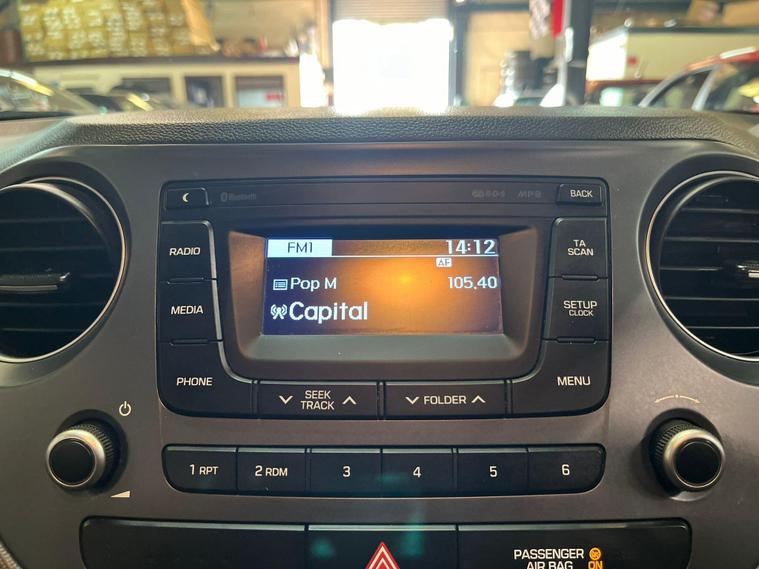 Bluetooth RDS MP3 BACK
RADIO FM1 14:12 TA
SCAN
AF
Pop M 105.40
MEDIA Capital SETUP
CLOCK
PHONE SEEK
TRACK FOLDER MENU
1 RPT 2 RDM 3 4 5 6
PASSENGER
AIR BAG ON